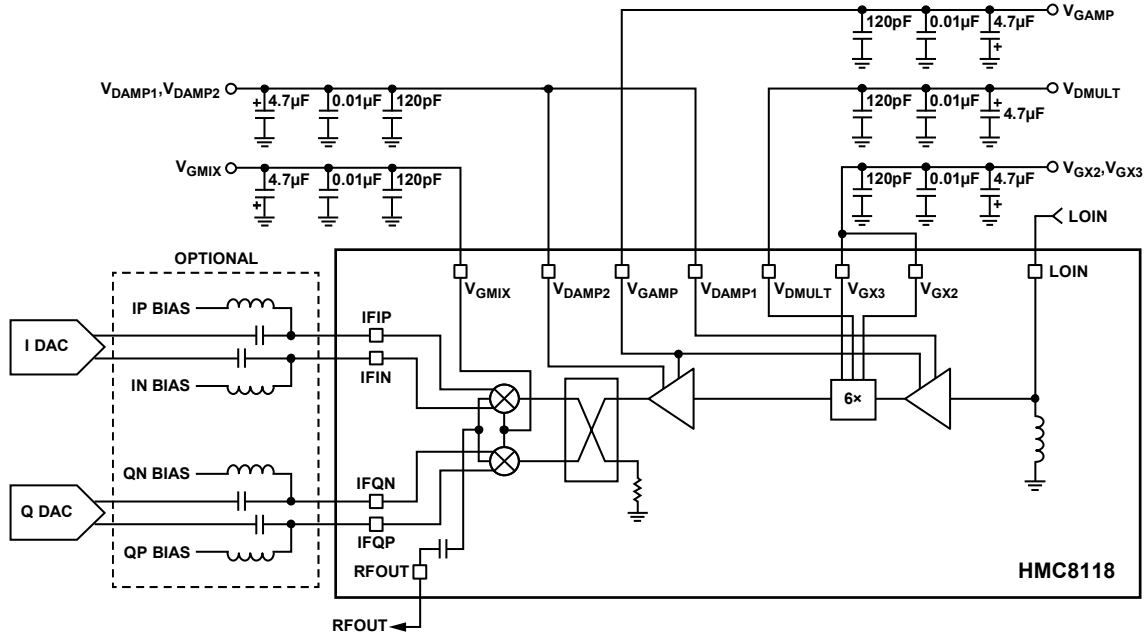 120pF 0.01µF 4.7µF + VGAMP
VDAMP1,VDAMP2 + 4.7µF 0.01µF 120pF
120pF 0.01µF + 4.7µF VDMULT
VGMIX 4.7µF + 0.01µF 120pF
120pF 0.01µF 4.7µF + VGX2,VGX3
LOIN
OPTIONAL
VGMIX VDAMP2 VGAMP VDAMP1 VDMULT VGX3 VGX2 LOIN
IP BIAS
IFIP
I DAC
IFIN
IN BIAS
6×
QN BIAS
IFQN
Q DAC
IFQP
QP BIAS
RFOUT
HMC8118
RFOUT